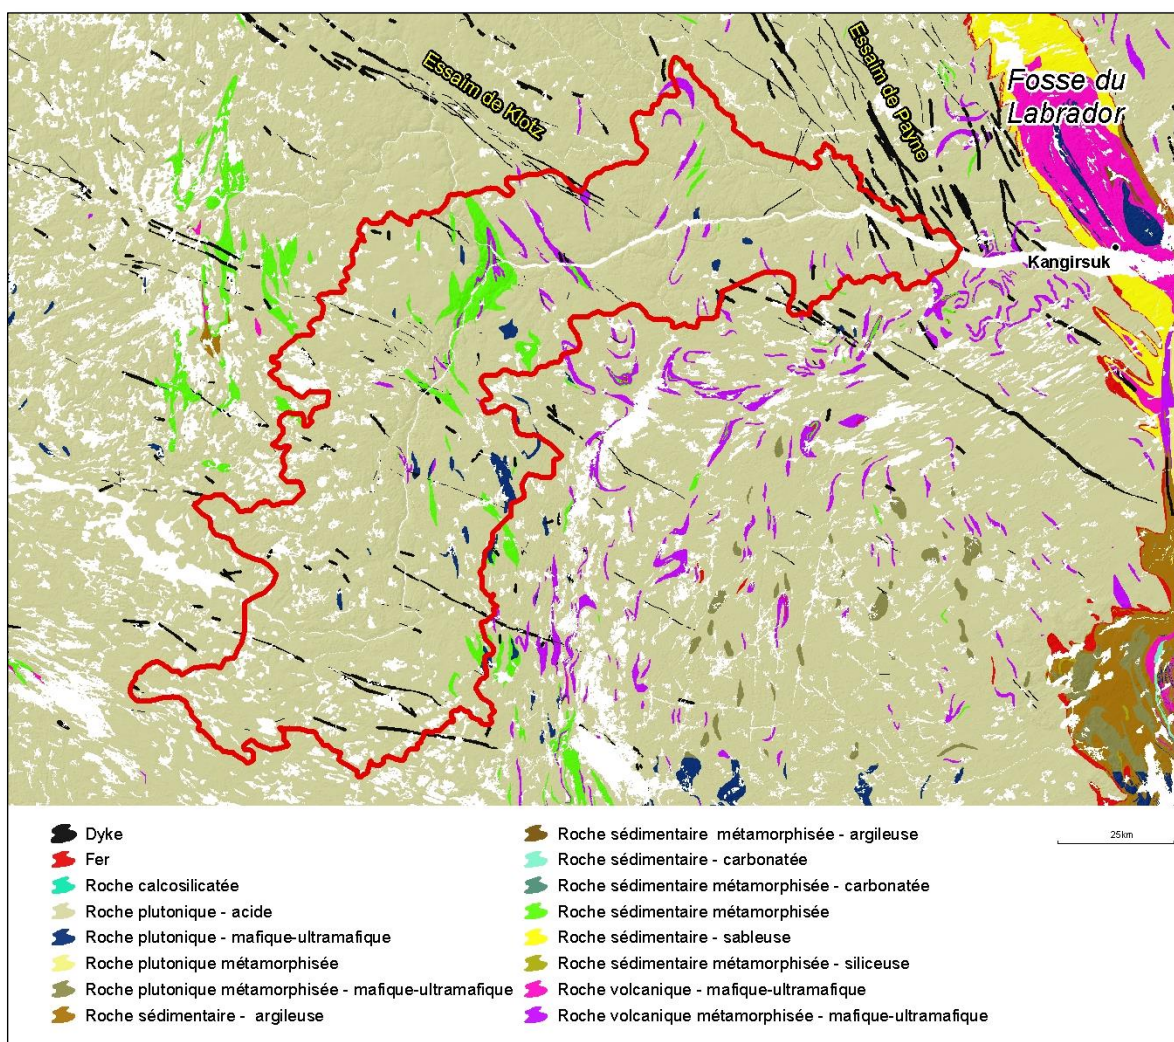 Essaim de Klotz
Essaim de Payne
Fosse du
Labrador
Kangirsuk
Dyke
Fer
Roche calcosilicatée
Roche plutonique - acide
Roche plutonique - mafique-ultramafique
Roche plutonique métamorphisée
Roche plutonique métamorphisée - mafique-ultramafique
Roche sédimentaire - argileuse
Roche sédimentaire métamorphisée - argileuse
Roche sédimentaire - carbonatée
Roche sédimentaire métamorphisée - carbonatée
Roche sédimentaire métamorphisée
Roche sédimentaire - sableuse
Roche sédimentaire métamorphisée - siliceuse
Roche volcanique - mafique-ultramafique
Roche volcanique métamorphisée - mafique-ultramafique
25km